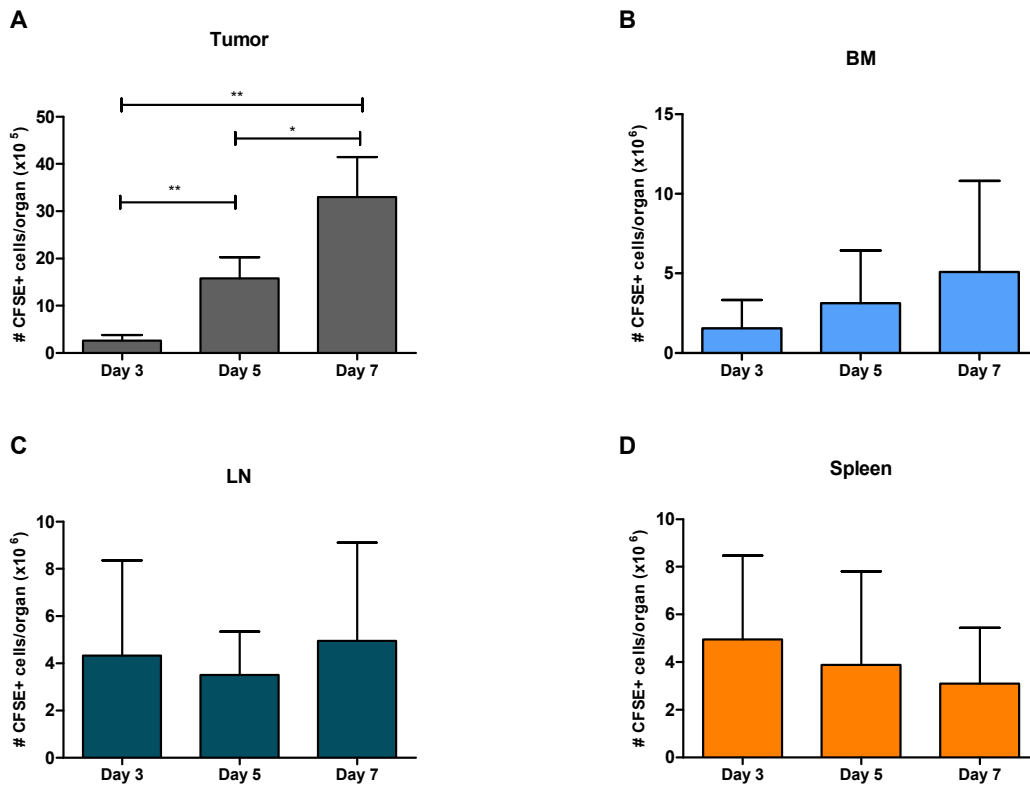 A
Tumor
# CFSE+ cells/organ (x10 5)
50
40
30
20
10
0
**
*
**
Day 3 Day 5 Day 7
B
BM
# CFSE+ cells/organ (x10 6)
15
10
5
0
Day 3 Day 5 Day 7
C
LN
# CFSE+ cells/organ (x10 6)
10
8
6
4
2
0
Day 3 Day 5 Day 7
D
Spleen
# CFSE+ cells/organ (x10 6)
10
8
6
4
2
0
Day 3 Day 5 Day 7